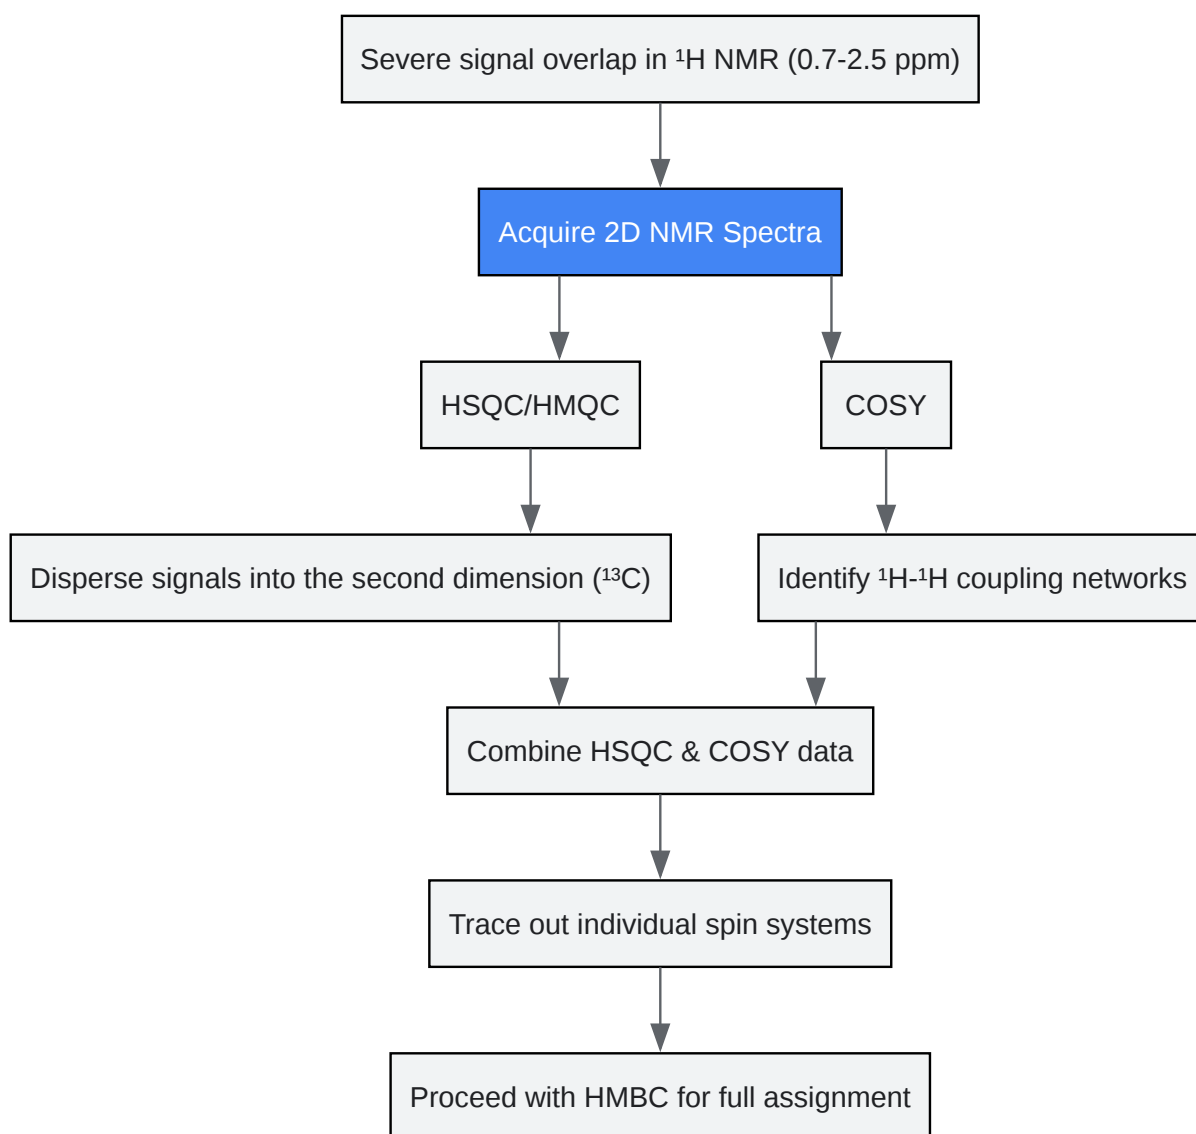 Severe signal overlap in ¹H NMR (0.7-2.5 ppm)
Acquire 2D NMR Spectra
HSQC/HMQC
COSY
Disperse signals into the second dimension (¹³C)
Identify ¹H-¹H coupling networks
Combine HSQC & COSY data
Trace out individual spin systems
Proceed with HMBC for full assignment